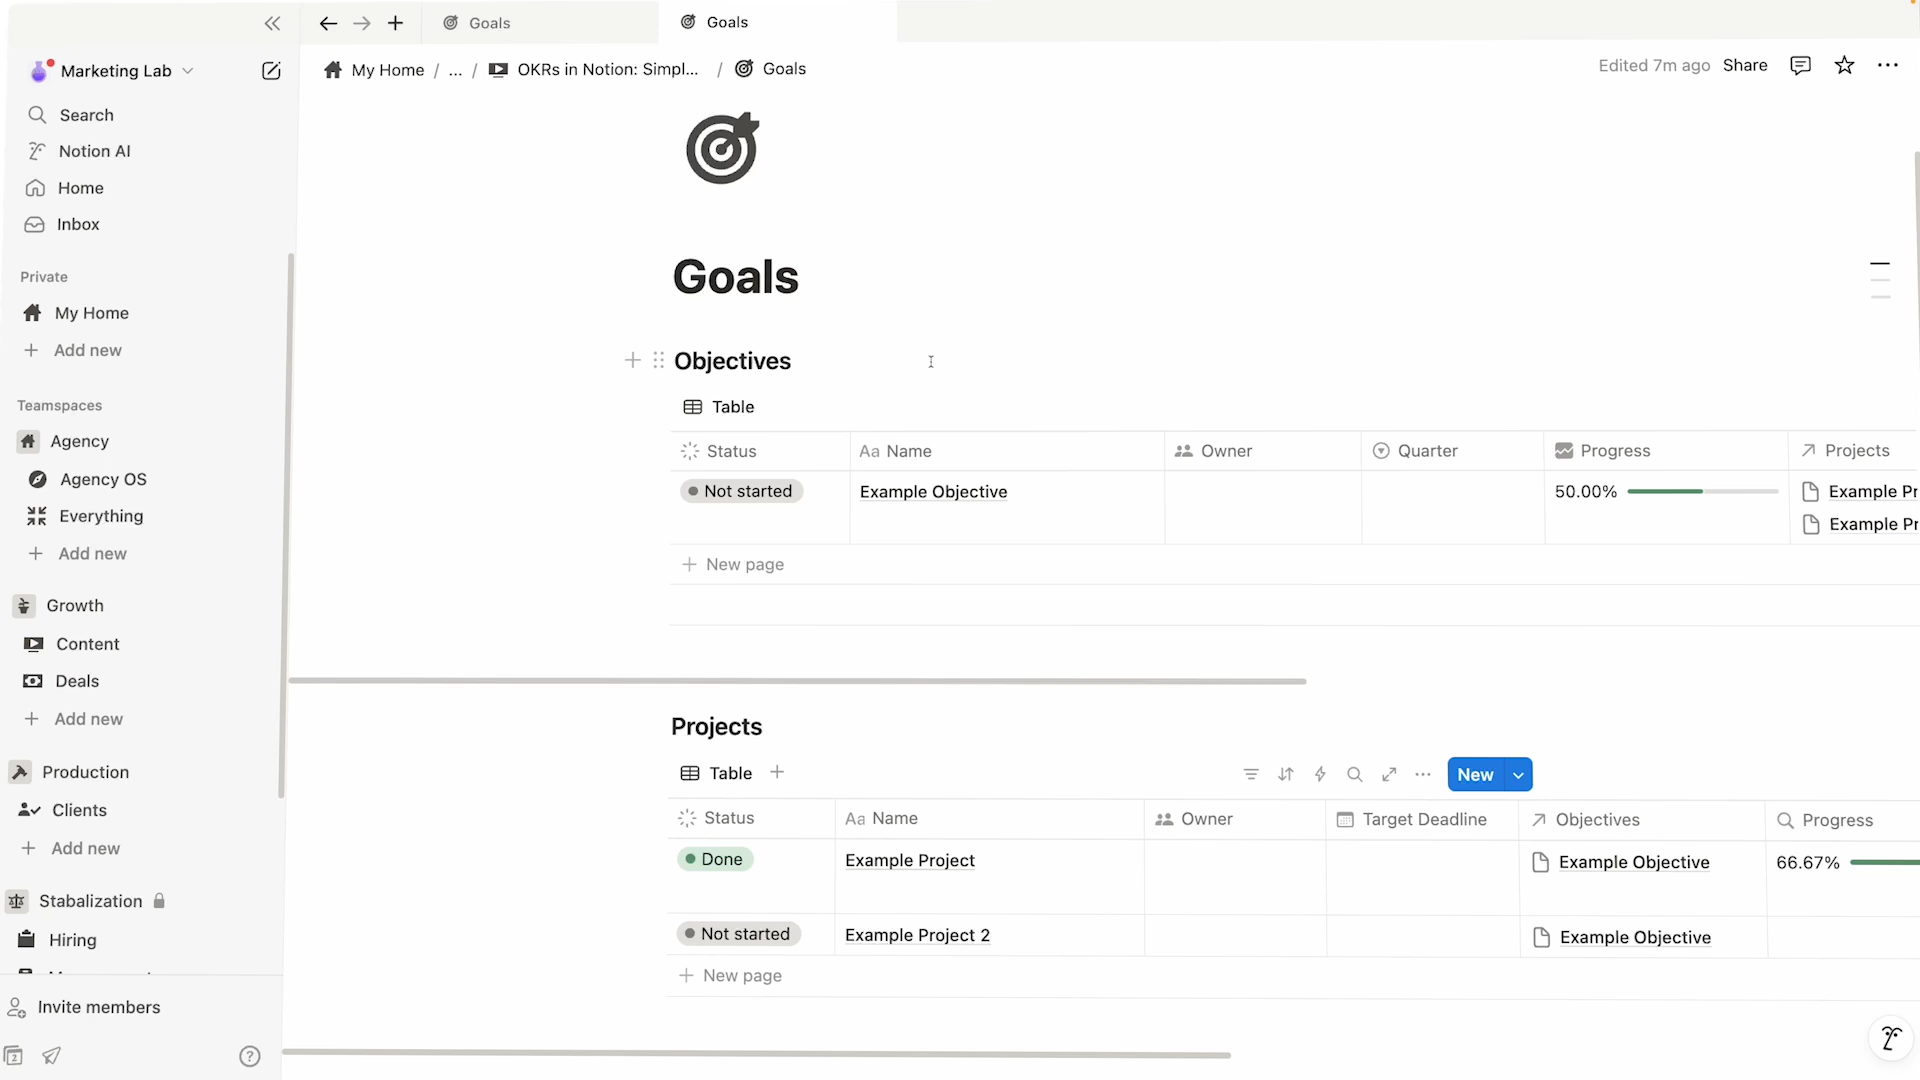 Goals
Goals
Marketing Lab
My Home / ... / OKRs in Notion: Simpl... / Goals
Edited 7m ago
Share
Search
Notion AI
Home
Inbox
Private
My Home
Add new
Teamspaces
Agency
Agency OS
Everything
Add new
Growth
Content
Deals
Add new
Production
Clients
Add new
Stabalization
Hiring
Invite members
2
?
Goals
Objectives
Table
Status Aa Name Owner Quarter Progress Projects
Not started Example Objective 50.00% Example Pr
Example Pr
New page
Projects
Table
New
Status Aa Name Owner Target Deadline Objectives Progress
Done Example Project Example Objective 66.67%
Not started Example Project 2 Example Objective
New page